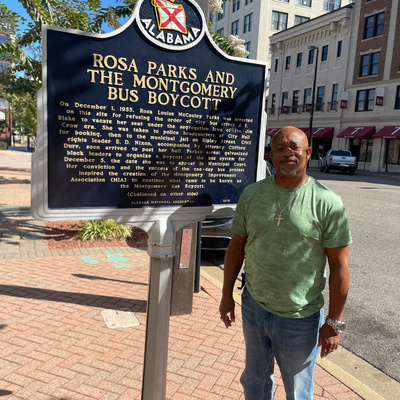 ALABAMA
ROSA PARKS AND
THE MONTGOMERY
BUS BOYCOTT
On December 1, 1955, Rosa Louise McCauley Parks was arrested
on this site for refusing the order of City bus driver J. F.
Blake to vacate her seat under the segregation laws of the Jim
Crow era. She was taken to police headquarters at City Hall
for booking, then to the municipal jail on Ripley Street. Civil
rights leader E. D. Nixon, accompanied by attorney Clifford
Durr, soon arrived to post her bail. Parks' arrest galvanized
black leaders to organize a boycott of the bus system for
December 5, the date she was to appear in Municipal Court.
Her conviction and the success of the one-day bus protest
inspired the creation of the Montgomery Improvement
Association (MIA) to continue what came to be known as
the Montgomery Bus Boycott.
(Continued on other side)
ALABAMA HISTORICAL ASSOCIATION